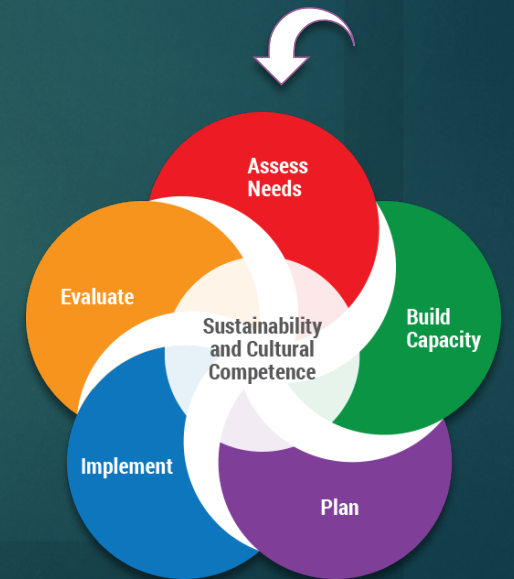 Assess
Needs
Build
Capacity
Plan
Implement
Evaluate
Sustainability
and Cultural
Competence